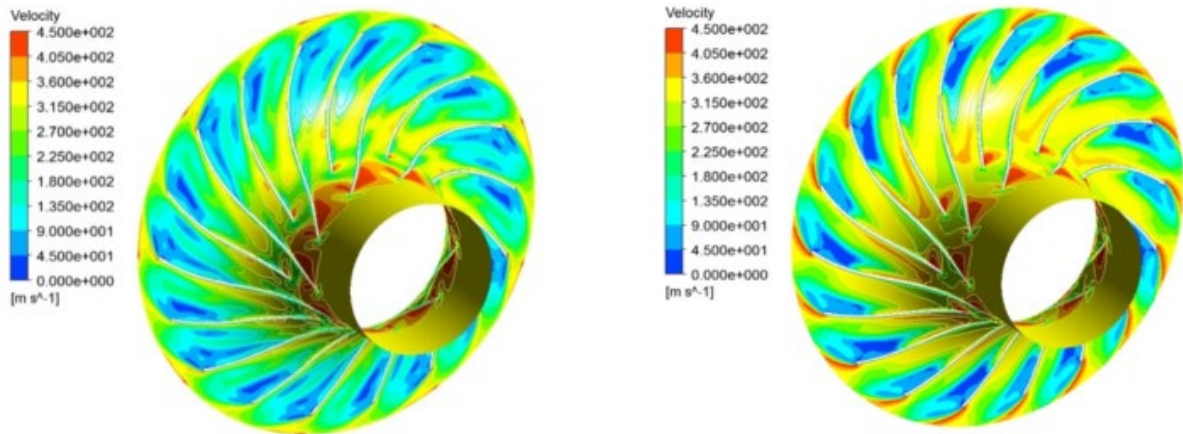 Velocity
4.500e+002
4.050e+002
3.600e+002
3.150e+002
2.700e+002
2.250e+002
1.800e+002
1.350e+002
9.000e+001
4.500e+001
0.000e+000
[m s^-1]
Velocity
4.500e+002
4.050e+002
3.600e+002
3.150e+002
2.700e+002
2.250e+002
1.800e+002
1.350e+002
9.000e+001
4.500e+001
0.000e+000
[m s^-1]